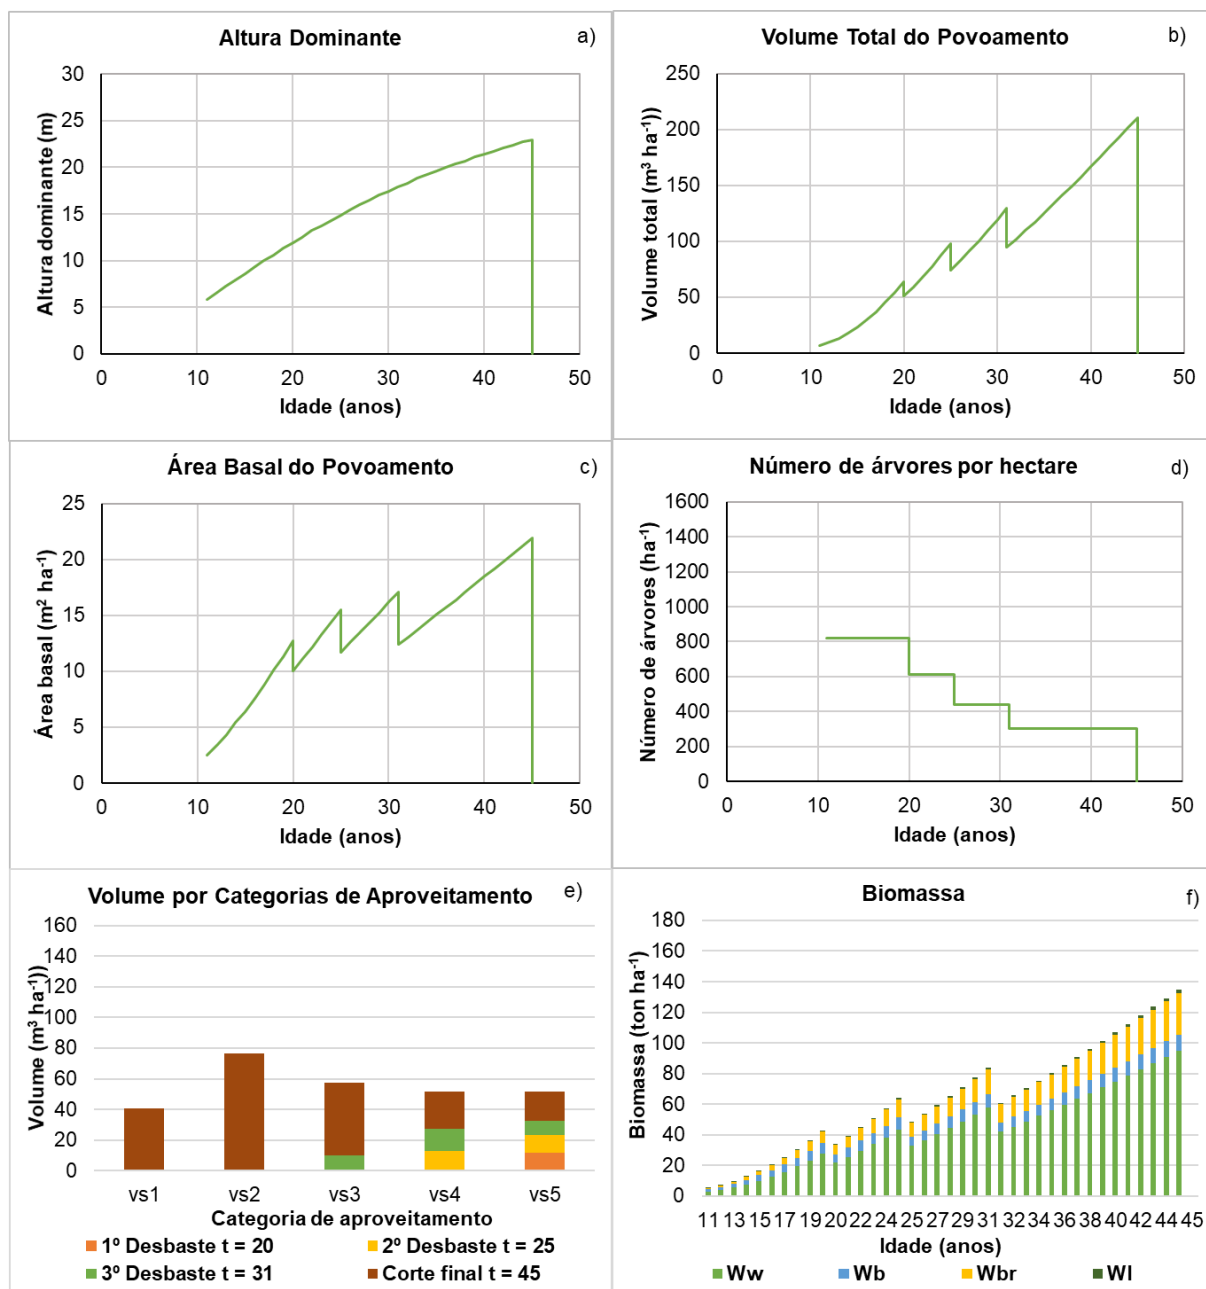 Altura Dominante
a)
Altura dominante (m)
30
25
20
15
10
5
0
0 10 20 30 40 50
Idade (anos)
Volume Total do Povoamento
b)
Volume total (m³ ha⁻¹))
250
200
150
100
50
0
0 10 20 30 40 50
Idade (anos)
Área Basal do Povoamento
c)
Área basal (m² ha⁻¹)
25
20
15
10
5
0
0 10 20 30 40 50
Idade (anos)
Número de árvores por hectare
d)
Número de árvores (ha⁻¹)
1600
1400
1200
1000
800
600
400
200
0
0 10 20 30 40 50
Idade (anos)
Volume por Categorias de Aproveitamento
e)
Volume (m³ ha⁻¹))
160
140
120
100
80
60
40
20
0
vs1 vs2 vs3 vs4 vs5
Categoria de aproveitamento
1º Desbaste t = 20 2º Desbaste t = 25
3º Desbaste t = 31 Corte final t = 45
Biomassa
f)
Biomassa (ton ha⁻¹)
180
160
140
120
100
80
60
40
20
0
11 13 15 17 19 20 22 24 25 27 29 31 32 34 36 38 40 42 44 45
Idade (anos)
Ww Wb Wbr Wl